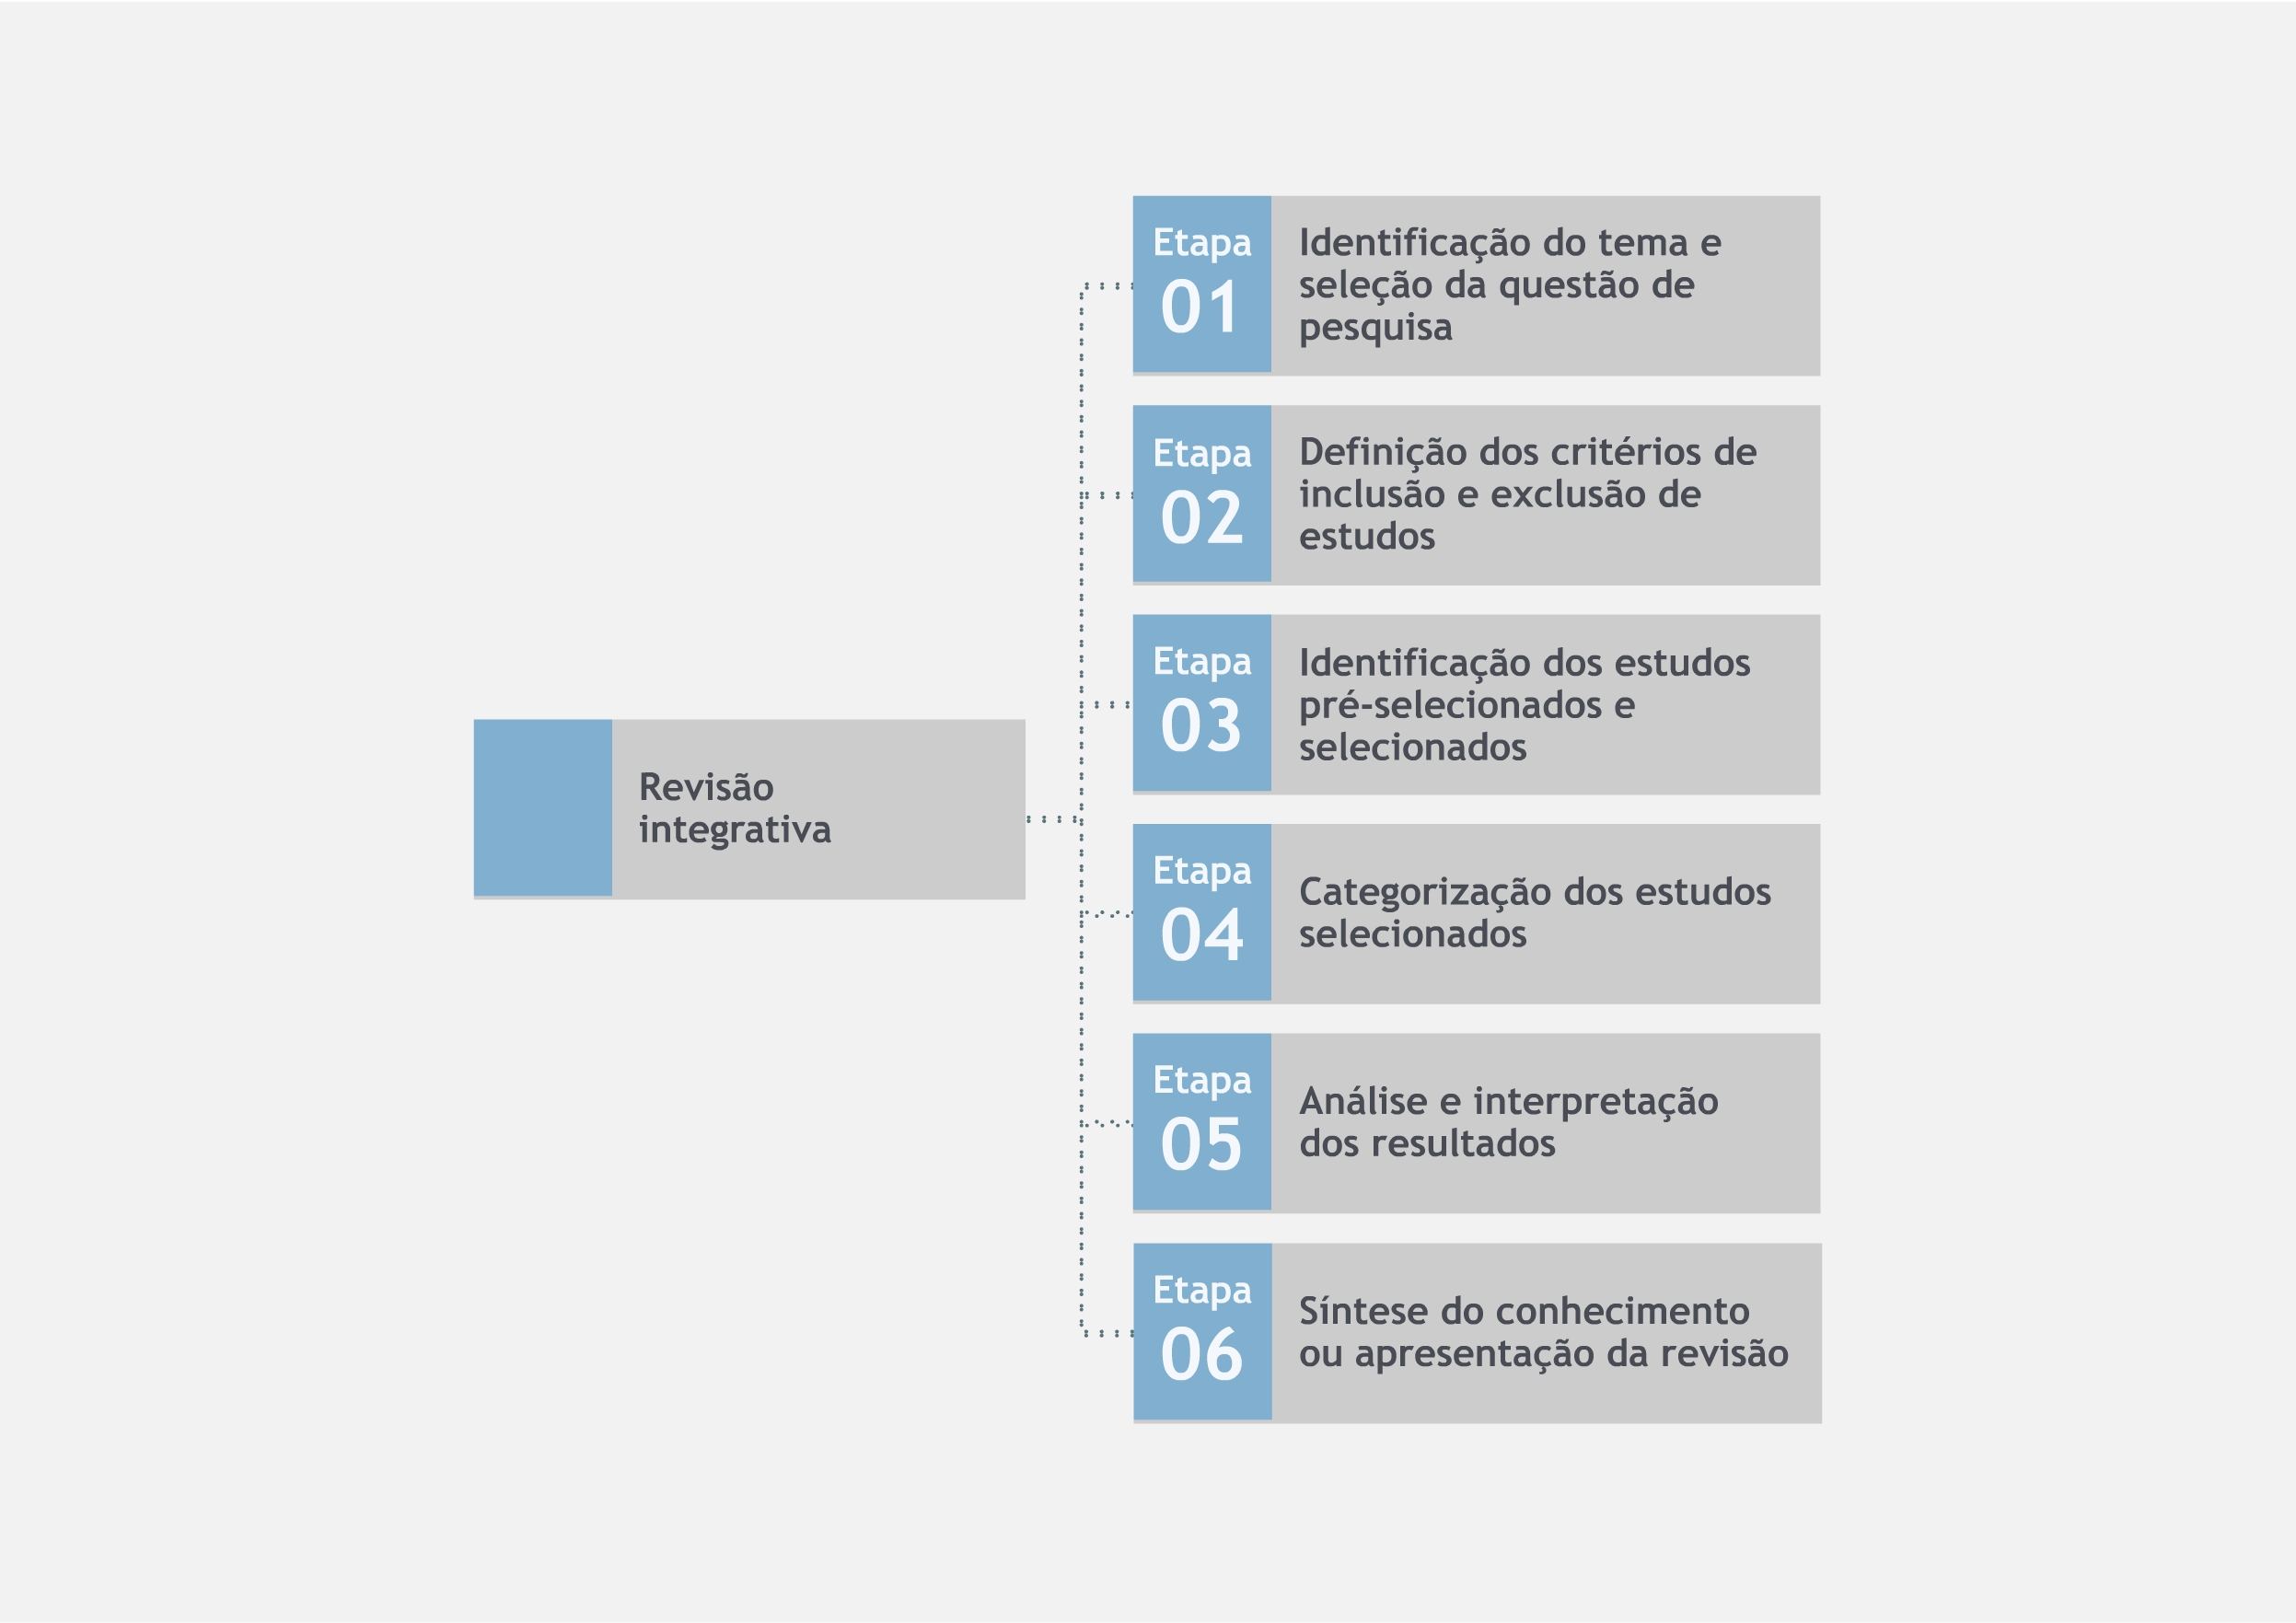 Revisão
integrativa
Etapa
01
Identificação do tema e
seleção da questão de
pesquisa
Etapa
02
Definição dos critérios de
inclusão e exclusão de
estudos
Etapa
03
Identificação dos estudos
pré-selecionados e
selecionados
Etapa
04
Categorização dos estudos
selecionados
Etapa
05
Análise e interpretação
dos resultados
Etapa
06
Síntese do conhecimento
ou apresentação da revisão